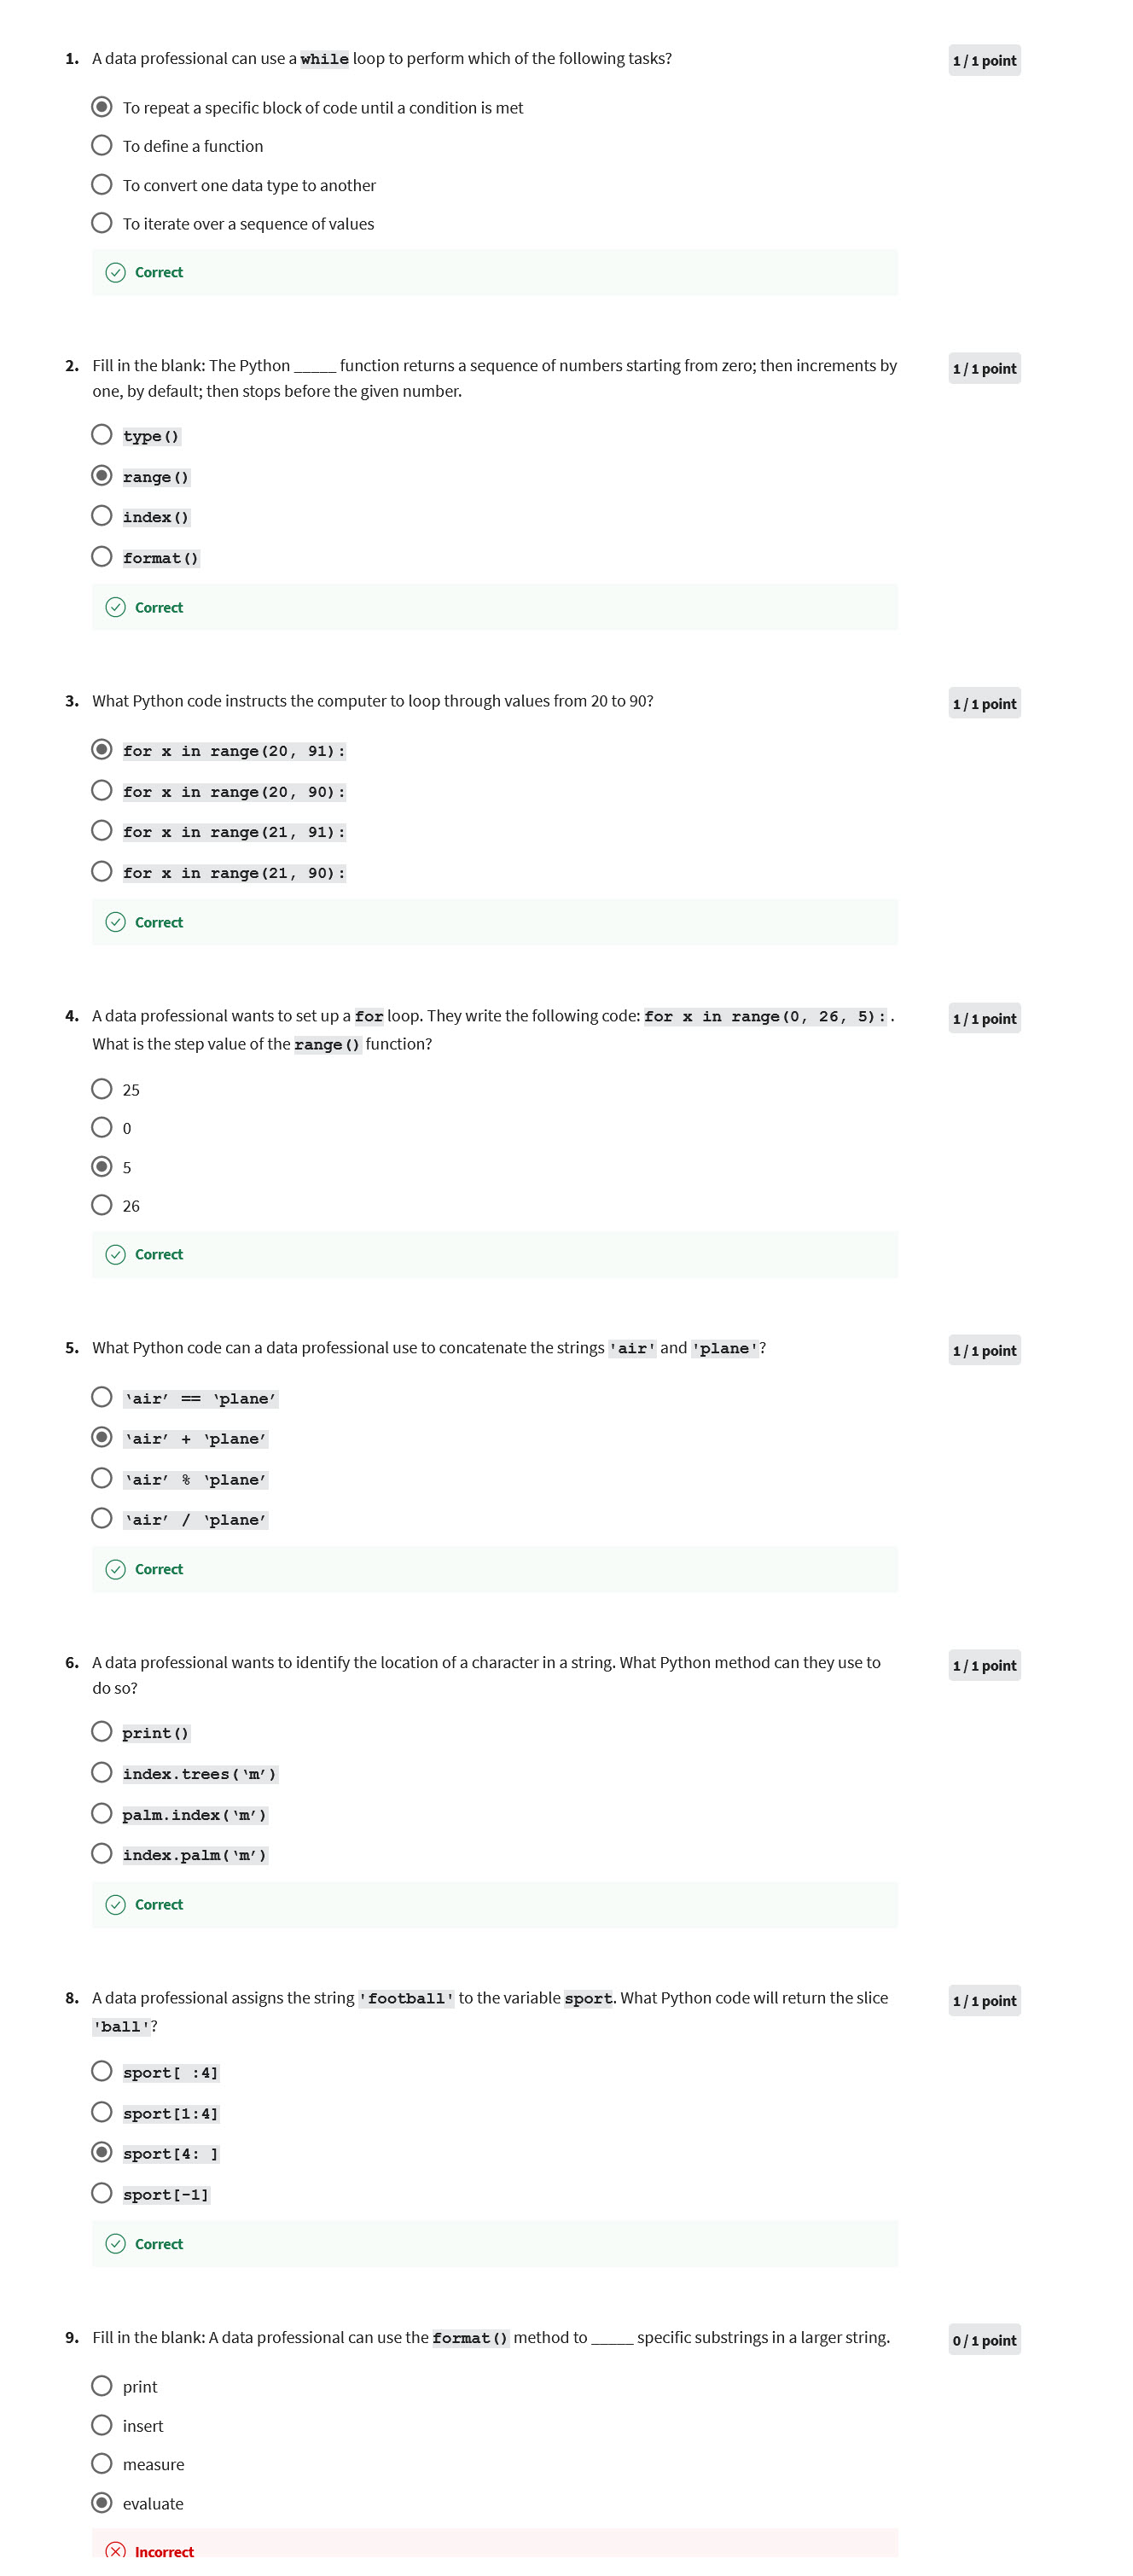 1. A data professional can use a while loop to perform which of the following tasks?
1 / 1 point
To repeat a specific block of code until a condition is met
To define a function
To convert one data type to another
To iterate over a sequence of values
Correct
2. Fill in the blank: The Python _____ function returns a sequence of numbers starting from zero; then increments by
one, by default; then stops before the given number.
1 / 1 point
type()
range()
index()
format()
Correct
3. What Python code instructs the computer to loop through values from 20 to 90?
1 / 1 point
for x in range(20, 91):
for x in range(20, 90):
for x in range(21, 91):
for x in range(21, 90):
Correct
4. A data professional wants to set up a for loop. They write the following code: for x in range(0, 26, 5): .
What is the step value of the range() function?
1 / 1 point
25
0
5
26
Correct
5. What Python code can a data professional use to concatenate the strings 'air' and 'plane'?
1 / 1 point
‘air’ == ‘plane’
‘air’ + ‘plane’
‘air’ % ‘plane’
‘air’ / ‘plane’
Correct
6. A data professional wants to identify the location of a character in a string. What Python method can they use to
do so?
1 / 1 point
print()
index.trees(‘m’)
palm.index(‘m’)
index.palm(‘m’)
Correct
8. A data professional assigns the string 'football' to the variable sport. What Python code will return the slice
'ball'?
1 / 1 point
sport[ :4]
sport[1:4]
sport[4: ]
sport[-1]
Correct
9. Fill in the blank: A data professional can use the format() method to _____ specific substrings in a larger string.
0 / 1 point
print
insert
measure
evaluate
Incorrect